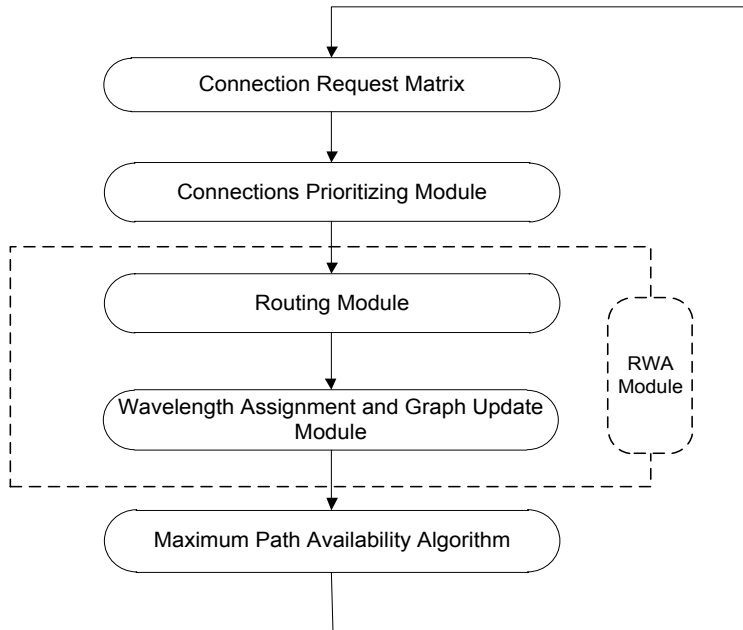 Connection Request Matrix
Connections Prioritizing Module
Routing Module
Wavelength Assignment and Graph Update
Module
RWA
Module
Maximum Path Availability Algorithm